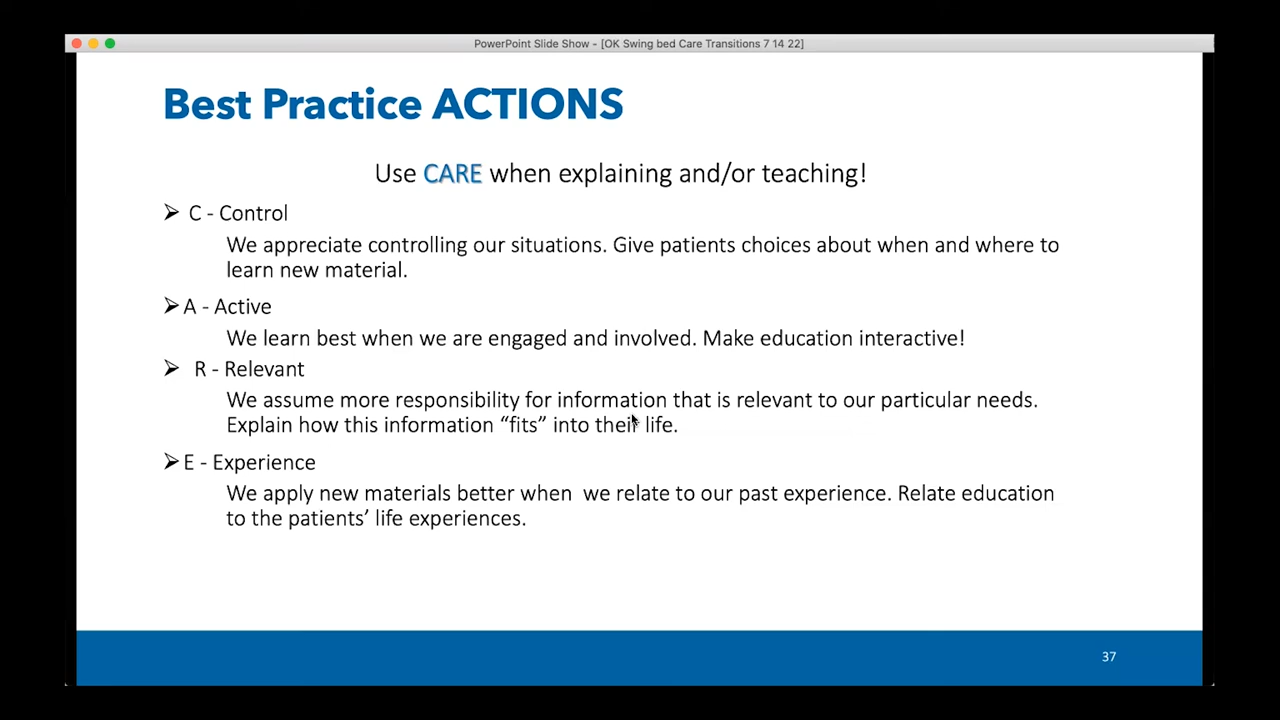 PowerPoint Slide Show - [OK Swing bed Care Transitions 7 14 22]
Best Practice ACTIONS
Use CARE when explaining and/or teaching!
➢ C - Control
We appreciate controlling our situations. Give patients choices about when and where to
learn new material.
➢ A - Active
We learn best when we are engaged and involved. Make education interactive!
➢ R - Relevant
We assume more responsibility for information that is relevant to our particular needs.
Explain how this information “fits” into their life.
➢ E - Experience
We apply new materials better when  we relate to our past experience. Relate education
to the patients’ life experiences.
37